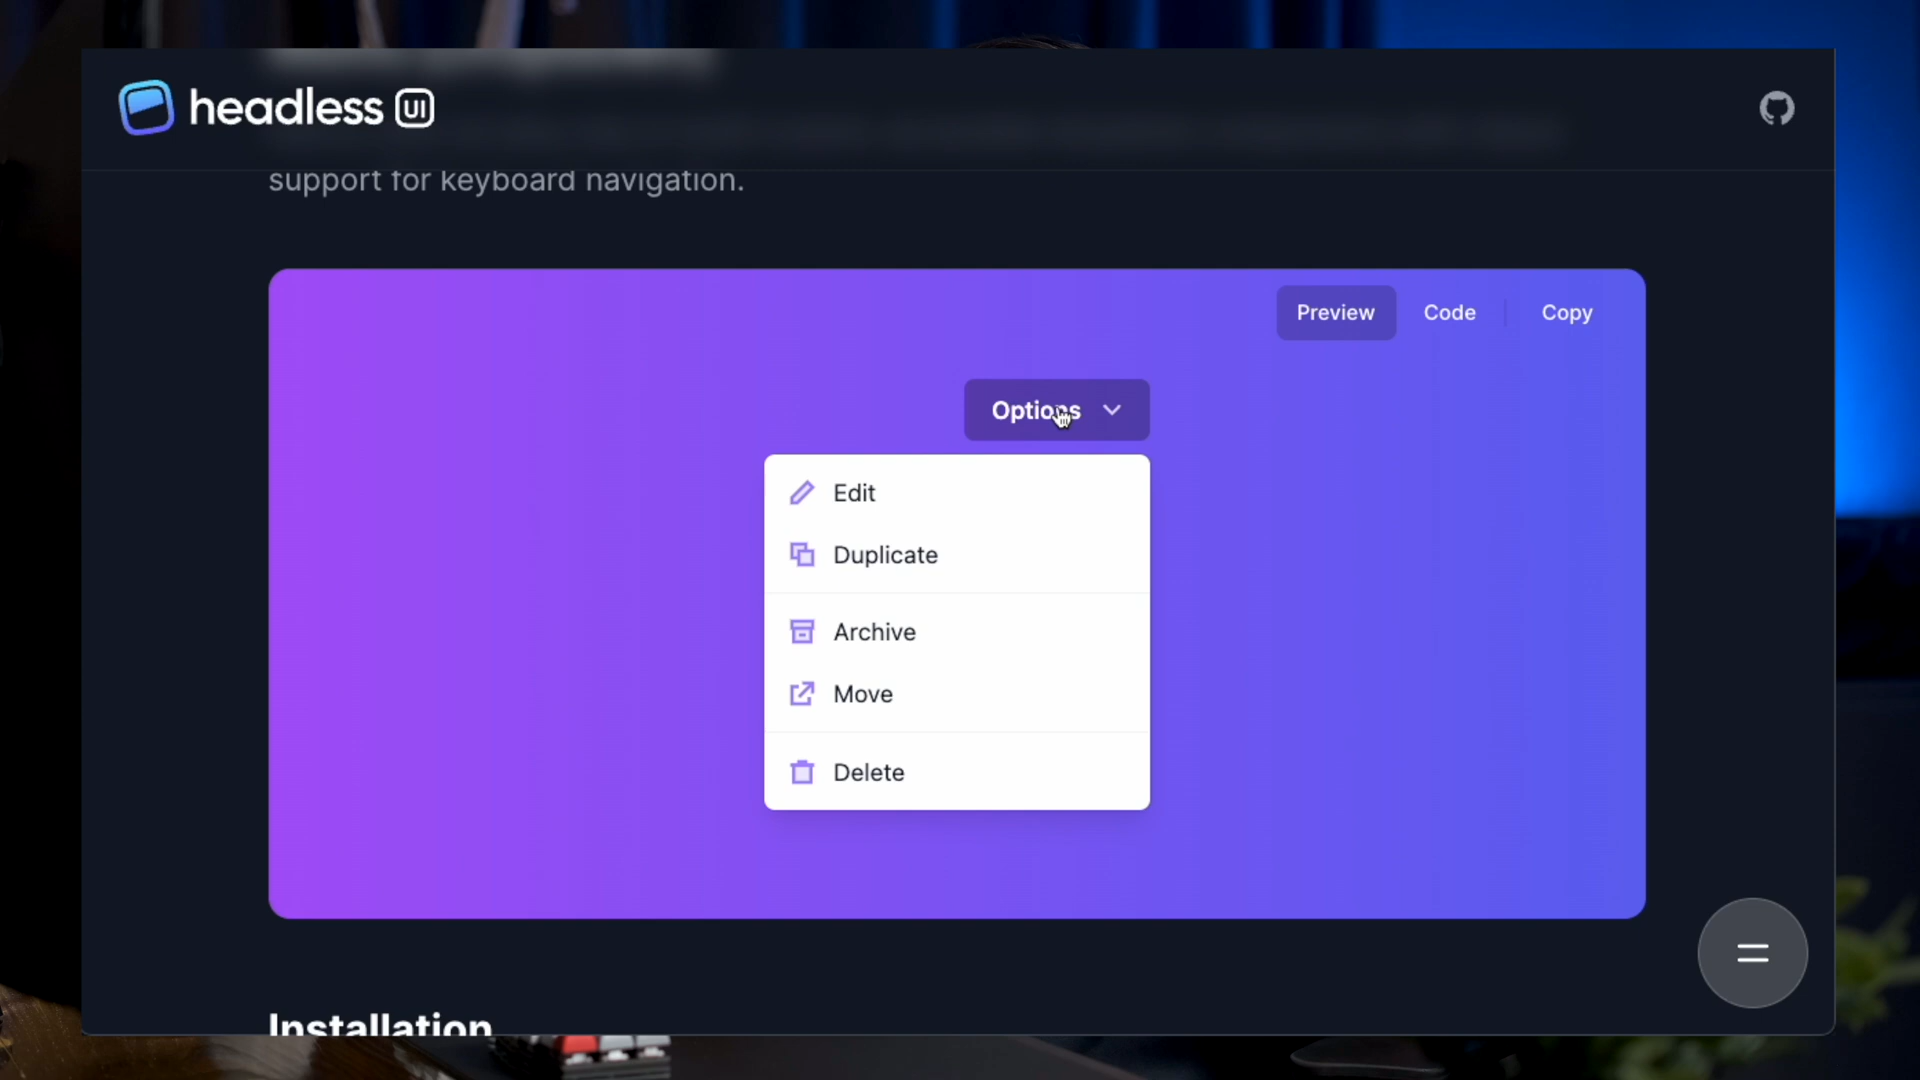 headless UI
support for keyboard navigation.
Preview Code Copy
Options
Edit
Duplicate
Archive
Move
Delete
Installation